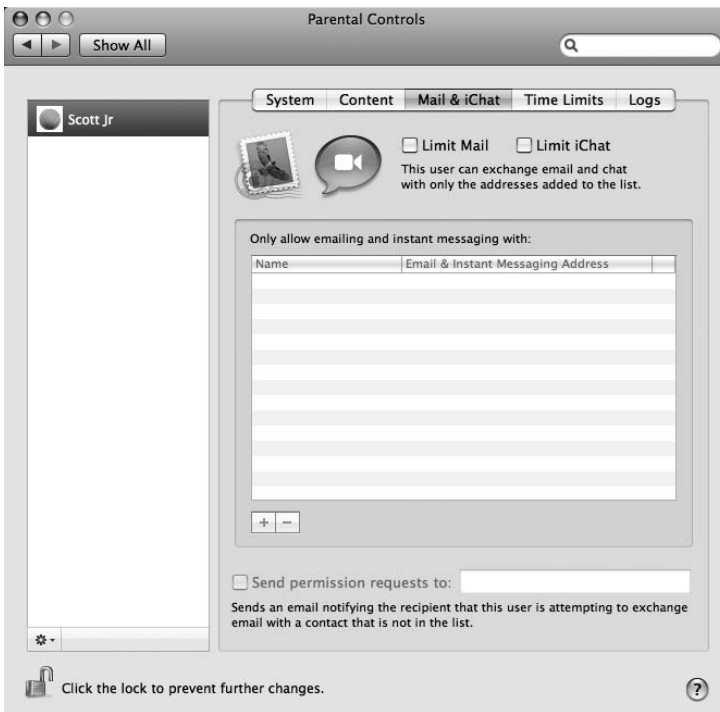 Parental Controls
Show All
Scott Jr
System Content Mail & iChat Time Limits Logs
Limit Mail Limit iChat
This user can exchange email and chat
with only the addresses added to the list.
Only allow emailing and instant messaging with:
Name Email & Instant Messaging Address
+ −
Send permission requests to:
Sends an email notifying the recipient that this user is attempting to exchange
email with a contact that is not in the list.
Click the lock to prevent further changes.
?